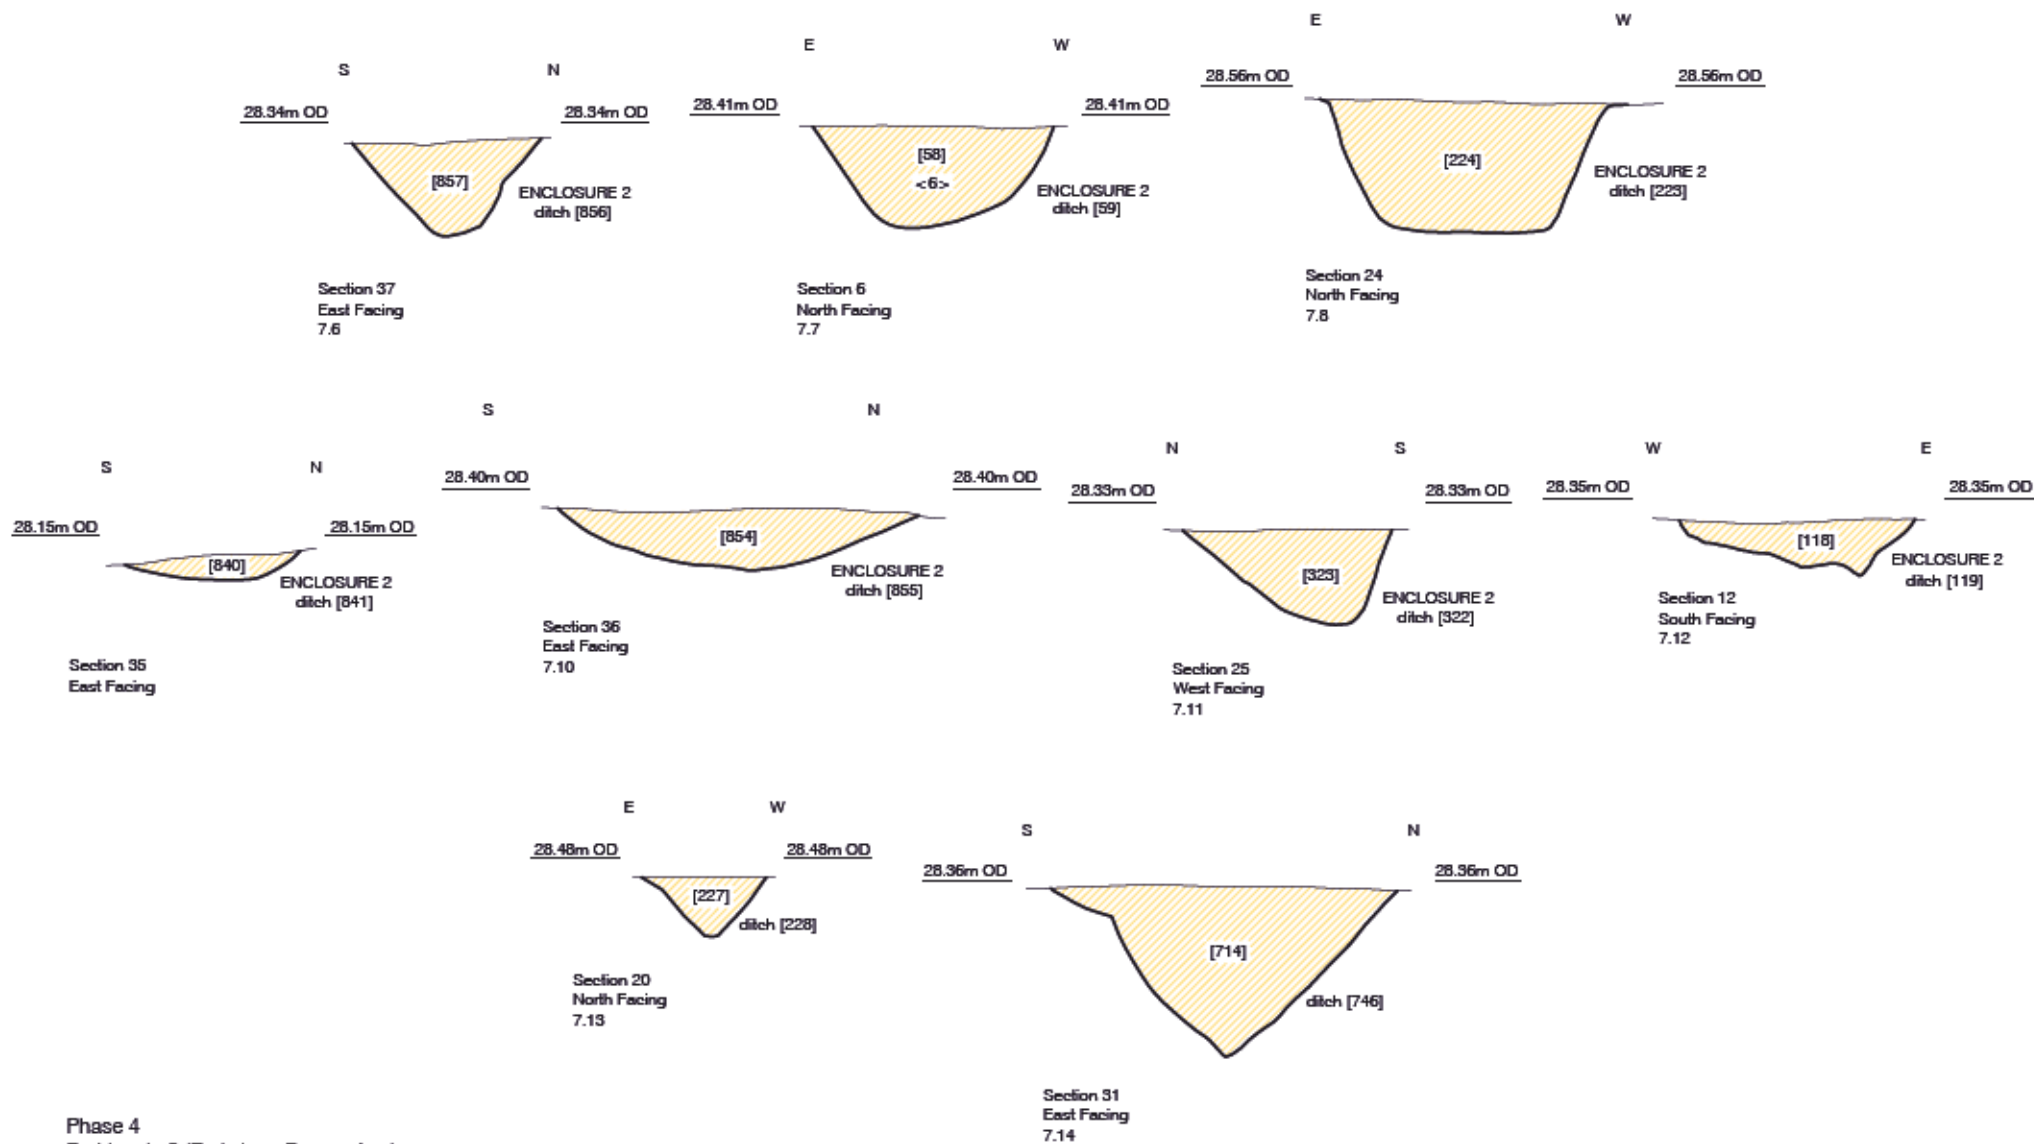 S N
28.34m OD 28.34m OD
[857]
ENCLOSURE 2
ditch [856]
Section 37
East Facing
7.6
E W
28.41m OD 28.41m OD
[58]
<6>
ENCLOSURE 2
ditch [59]
Section 6
North Facing
7.7
E W
28.56m OD 28.56m OD
[224]
ENCLOSURE 2
ditch [223]
Section 24
North Facing
7.8
S N
28.15m OD 28.15m OD
[840]
ENCLOSURE 2
ditch [841]
Section 35
East Facing
S N
28.40m OD 28.40m OD
[854]
ENCLOSURE 2
ditch [855]
Section 36
East Facing
7.10
N S
28.33m OD 28.33m OD
[323]
ENCLOSURE 2
ditch [322]
Section 25
West Facing
7.11
W E
28.35m OD 28.35m OD
[118]
ENCLOSURE 2
ditch [119]
Section 12
South Facing
7.12
E W
28.48m OD 28.48m OD
[227]
ditch [228]
Section 20
North Facing
7.13
S N
28.36m OD 28.36m OD
[714]
ditch [746]
Section 31
East Facing
7.14
Phase 4